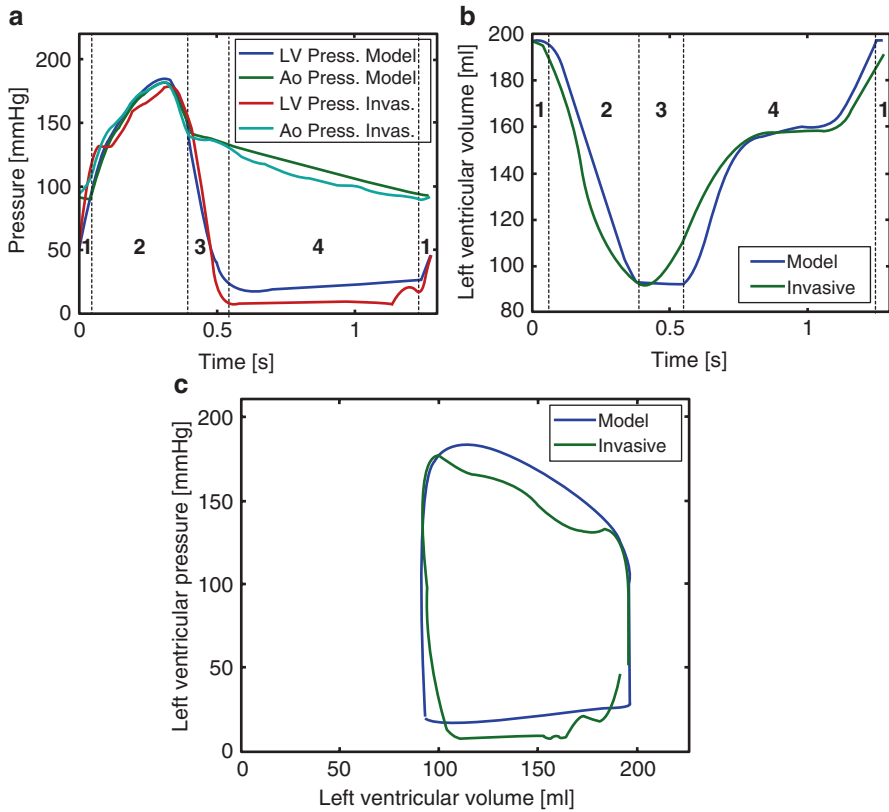 a
200
150
100
50
0
Pressure [mmHg]
LV Press. Model
Ao Press. Model
LV Press. Invas.
Ao Press. Invas.
1
2
3
4
1
0
0.5
1
Time [s]
b
200
180
160
140
120
100
80
Left ventricular volume [ml]
1
2
3
4
1
Model
Invasive
0
0.5
1
Time [s]
c
200
150
100
50
0
Left ventricular pressure [mmHg]
Model
Invasive
0
50
100
150
200
Left ventricular volume [ml]